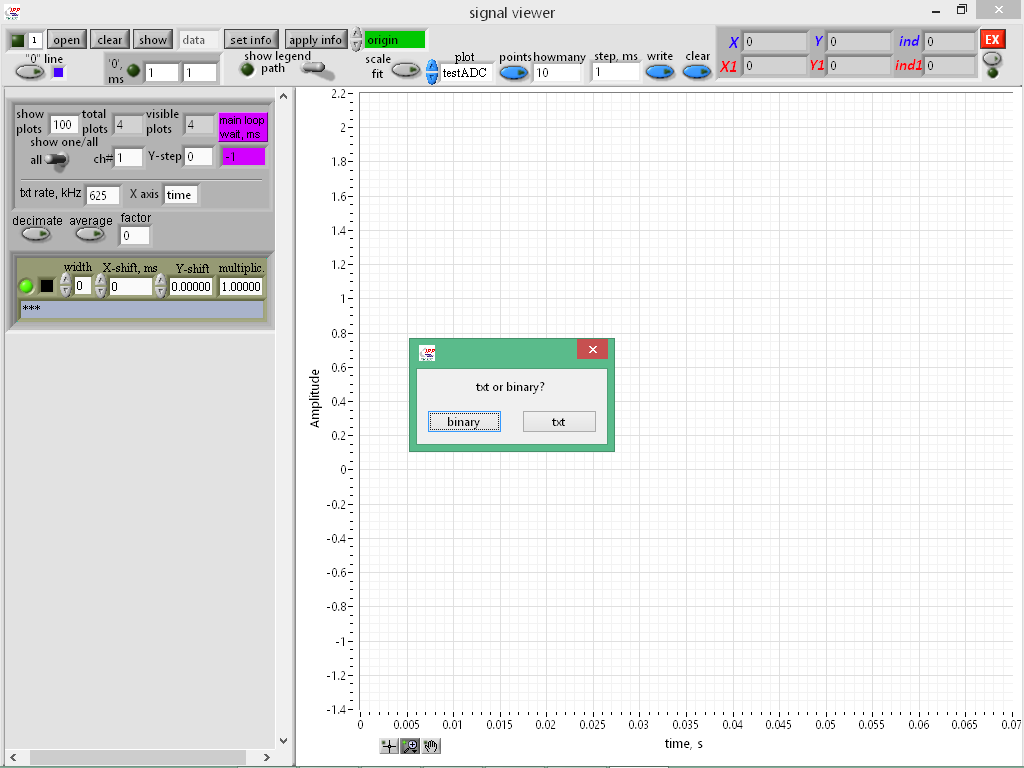 signal viewer
1 open clear show data set info apply info origin
"0" line
'0', ms 1 1
show legend
path
scale fit
plot
testADC
points howmany
10
step, ms
1
write clear
X 0 Y 0 ind 0 EX
X1 0 Y1 0 ind1 0
show plots 100 total plots 4 visible plots 4 main loop wait, ms
show one/all
all ch# 1 Y-step 0 -1
txt rate, kHz 625 X axis time
decimate average factor
0
width X-shift, ms Y-shift multiplic.
0 0 0.00000 1.00000
***
2.2
2
1.8
1.6
1.4
1.2
1
0.8
0.6
0.4
0.2
0
-0.2
-0.4
-0.6
-0.8
-1
-1.2
-1.4
Amplitude
txt or binary?
binary txt
0 0.005 0.01 0.015 0.02 0.025 0.03 0.035 0.04 0.045 0.05 0.055 0.06 0.065 0.07
time, s